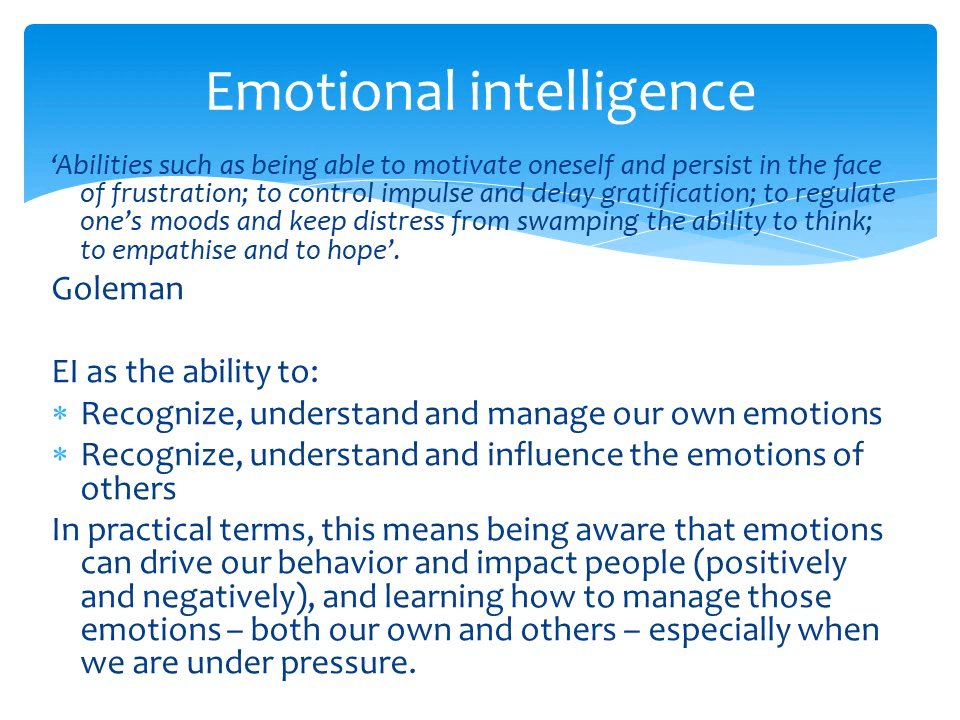 Emotional intelligence
‘Abilities such as being able to motivate oneself and persist in the face
of frustration; to control impulse and delay gratification; to regulate
one’s moods and keep distress from swamping the ability to think;
to empathise and to hope’.
Goleman
EI as the ability to:
* Recognize, understand and manage our own emotions
* Recognize, understand and influence the emotions of
others
In practical terms, this means being aware that emotions
can drive our behavior and impact people (positively
and negatively), and learning how to manage those
emotions – both our own and others – especially when
we are under pressure.